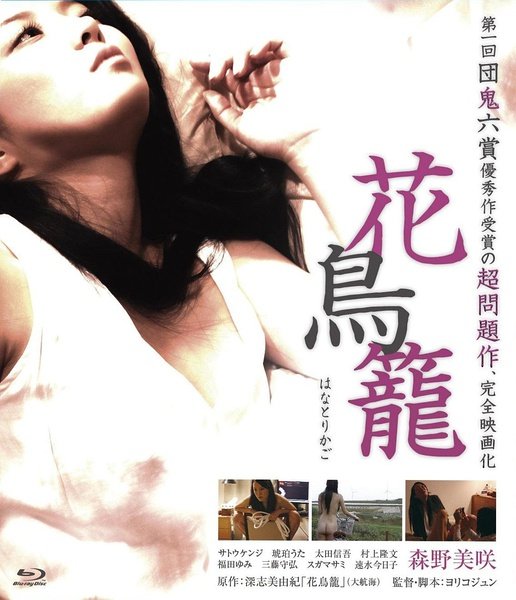 第一回団鬼六賞優秀作受賞の超問題作、完全映画化
花鳥籠
はなとりかご
サトウケンジ 琥珀うた 太田信吾 村上隆文
福田ゆみ 三藤守弘 スガマサミ 速水今日子
森野美咲
原作：深志美由紀「花鳥籠」(大航海) 監督・脚本：ヨリコジュン
Blu-ray Disc